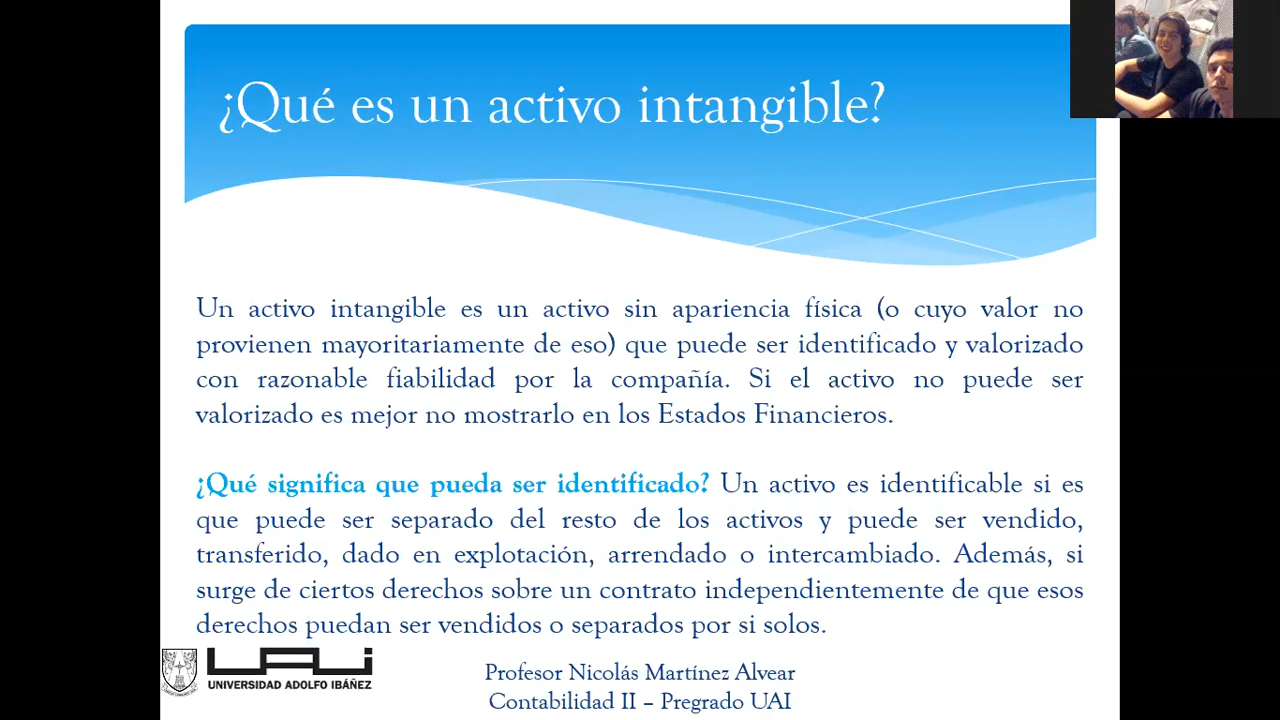 ¿Qué es un activo intangible?
Un activo intangible es un activo sin apariencia física (o cuyo valor no
provienen mayoritariamente de eso) que puede ser identificado y valorizado
con razonable fiabilidad por la compañía. Si el activo no puede ser
valorizado es mejor no mostrarlo en los Estados Financieros.
¿Qué significa que pueda ser identificado? Un activo es identificable si es
que puede ser separado del resto de los activos y puede ser vendido,
transferido, dado en explotación, arrendado o intercambiado. Además, si
surge de ciertos derechos sobre un contrato independientemente de que esos
derechos puedan ser vendidos o separados por si solos.
UAI
UNIVERSIDAD ADOLFO IBÁÑEZ
Profesor Nicolás Martínez Alvear
Contabilidad II – Pregrado UAI